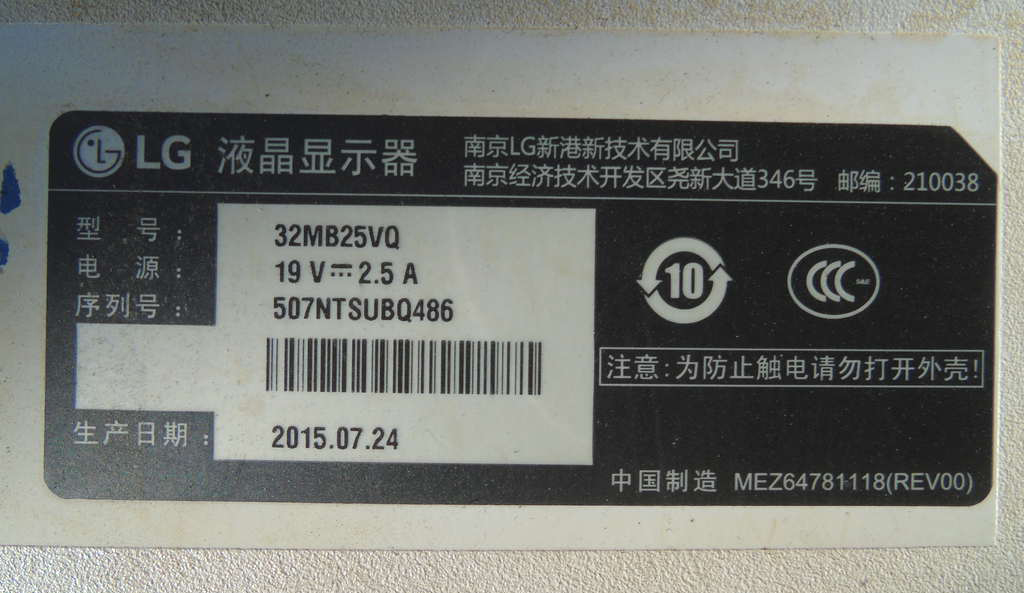 LG 液晶显示器
南京LG新港新技术有限公司
南京经济技术开发区尧新大道346号 邮编：210038
型 号： 32MB25VQ
电 源： 19 V⎓2.5 A
序列号： 507NTSUBQ486
10
CCC S&E
注意：为防止触电请勿打开外壳！
生产日期： 2015.07.24
中国制造 MEZ64781118(REV00)